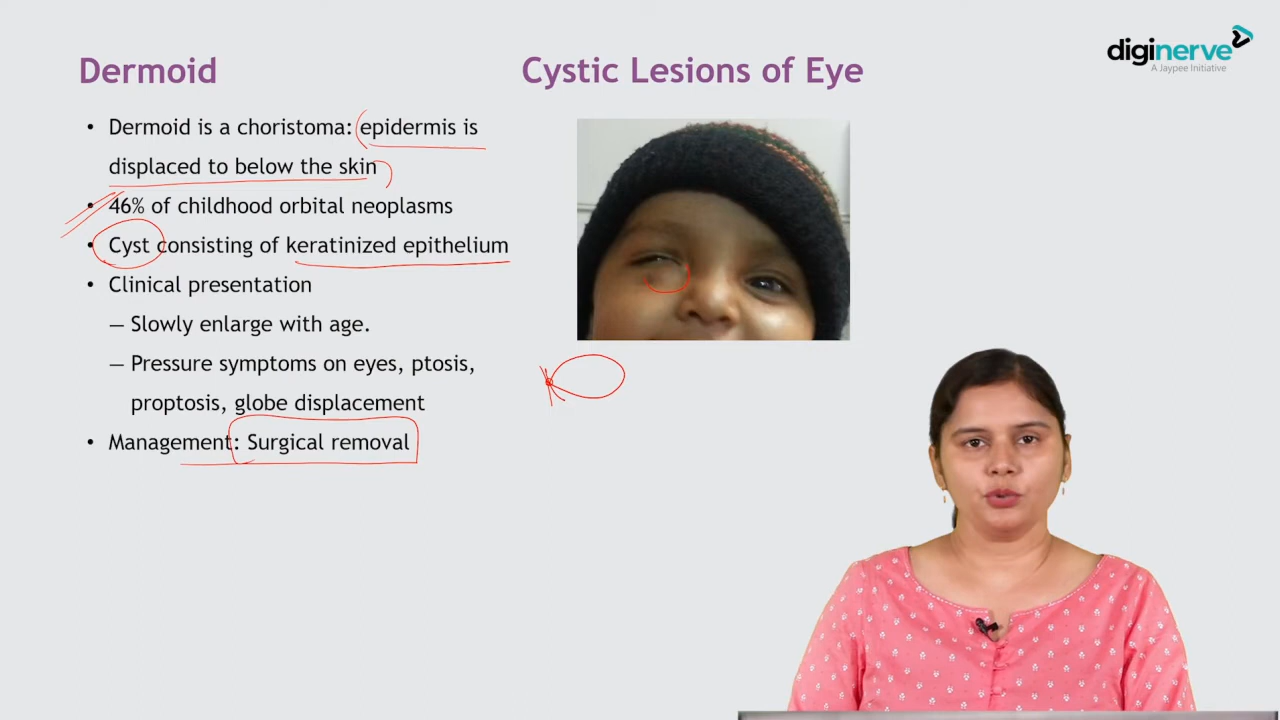 Dermoid
Cystic Lesions of Eye
diginerve
A Jaypee Initiative
• Dermoid is a choristoma: epidermis is
displaced to below the skin
• 46% of childhood orbital neoplasms
• Cyst consisting of keratinized epithelium
• Clinical presentation
— Slowly enlarge with age.
— Pressure symptoms on eyes, ptosis,
proptosis, globe displacement
• Management: Surgical removal